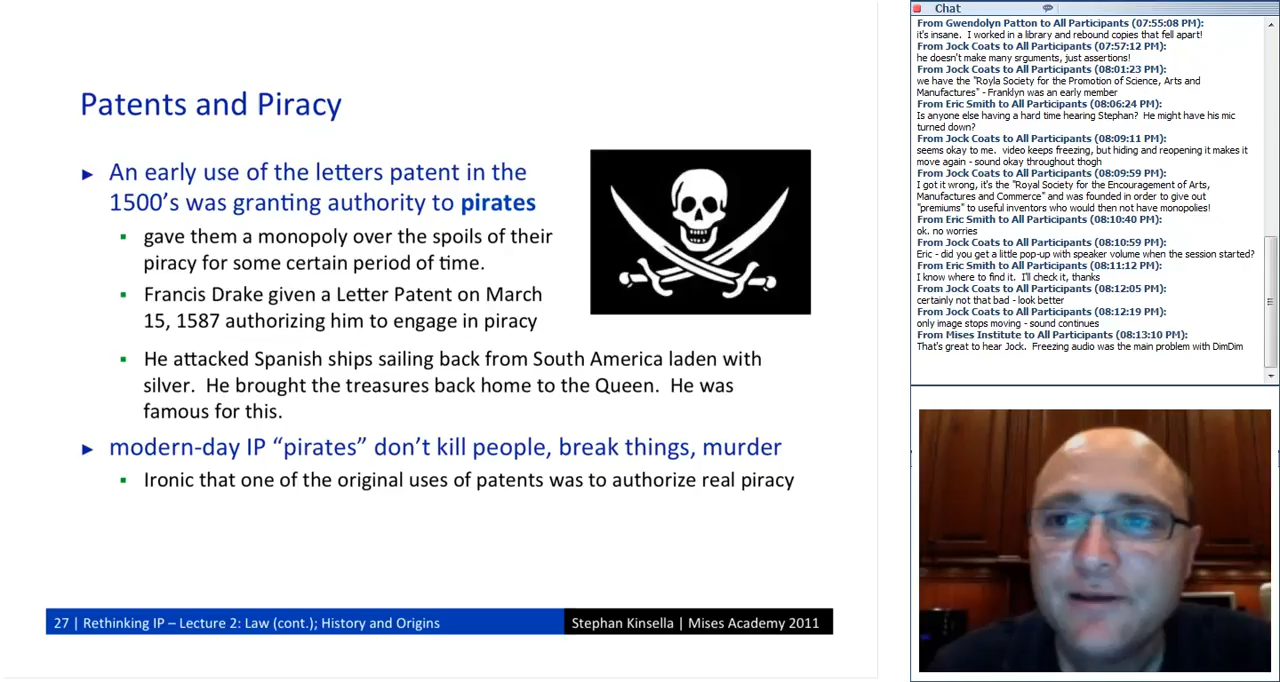 Patents and Piracy
► An early use of the letters patent in the
1500's was granting authority to pirates
▪ gave them a monopoly over the spoils of their
piracy for some certain period of time.
▪ Francis Drake given a Letter Patent on March
15, 1587 authorizing him to engage in piracy
▪ He attacked Spanish ships sailing back from South America laden with
silver. He brought the treasures back home to the Queen. He was
famous for this.
► modern-day IP “pirates” don't kill people, break things, murder
▪ Ironic that one of the original uses of patents was to authorize real piracy
27 | Rethinking IP – Lecture 2: Law (cont.); History and Origins
Stephan Kinsella | Mises Academy 2011
Chat
From Gwendolyn Patton to All Participants (07:55:08 PM):
it's insane. I worked in a library and rebound copies that fell apart!
From Jock Coats to All Participants (07:57:12 PM):
he doesn't make many srguments, just assertions!
From Jock Coats to All Participants (08:01:23 PM):
we have the "Royla Society for the Promotion of Science, Arts and
Manufactures" - Franklyn was an early member
From Eric Smith to All Participants (08:06:24 PM):
Is anyone else having a hard time hearing Stephan? He might have his mic
turned down?
From Jock Coats to All Participants (08:09:11 PM):
seems okay to me. video keeps freezing, but hiding and reopening it makes it
move again - sound okay throughout thogh
From Jock Coats to All Participants (08:09:59 PM):
I got it wrong, it's the "Royal Society for the Encouragement of Arts,
Manufactures and Commerce" and was founded in order to give out
"premiums" to useful inventors who would then not have monopolies!
From Eric Smith to All Participants (08:10:40 PM):
ok. no worries
From Jock Coats to All Participants (08:10:59 PM):
Eric - did you get a little pop-up with speaker volume when the session started?
From Eric Smith to All Participants (08:11:12 PM):
I know where to find it. I'll check it, thanks
From Jock Coats to All Participants (08:12:05 PM):
certainly not that bad - look better
From Jock Coats to All Participants (08:12:19 PM):
only image stops moving - sound continues
From Mises Institute to All Participants (08:13:10 PM):
That's great to hear Jock. Freezing audio was the main problem with DimDim